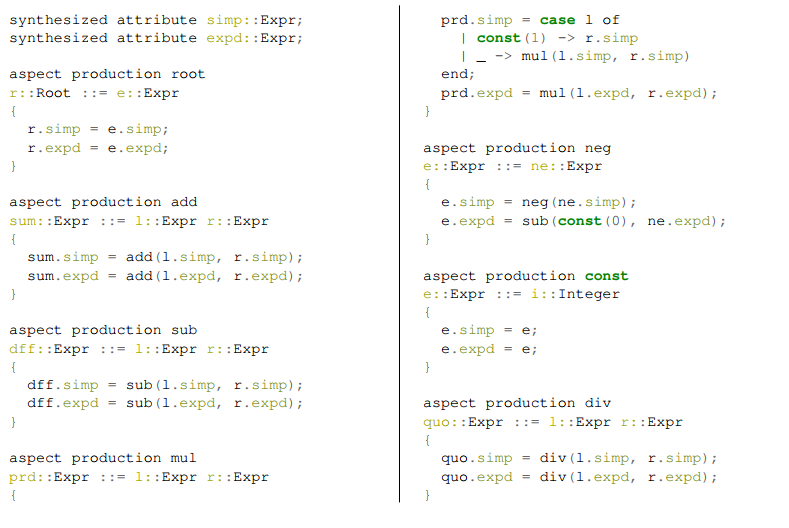 synthesized attribute simp::Expr;
synthesized attribute expd::Expr;

aspect production root
r::Root ::= e::Expr
{
  r.simp = e.simp;
  r.expd = e.expd;
}

aspect production add
sum::Expr ::= l::Expr r::Expr
{
  sum.simp = add(l.simp, r.simp);
  sum.expd = add(l.expd, r.expd);
}

aspect production sub
dff::Expr ::= l::Expr r::Expr
{
  dff.simp = sub(l.simp, r.simp);
  dff.expd = sub(l.expd, r.expd);
}

aspect production mul
prd::Expr ::= l::Expr r::Expr
{
  prd.simp = case l of
    | const(1) -> r.simp
    | _ -> mul(l.simp, r.simp)
  end;
  prd.expd = mul(l.expd, r.expd);
}

aspect production neg
e::Expr ::= ne::Expr
{
  e.simp = neg(ne.simp);
  e.expd = sub(const(0), ne.expd);
}

aspect production const
e::Expr ::= i::Integer
{
  e.simp = e;
  e.expd = e;
}

aspect production div
quo::Expr ::= l::Expr r::Expr
{
  quo.simp = div(l.simp, r.simp);
  quo.expd = div(l.expd, r.expd);
}